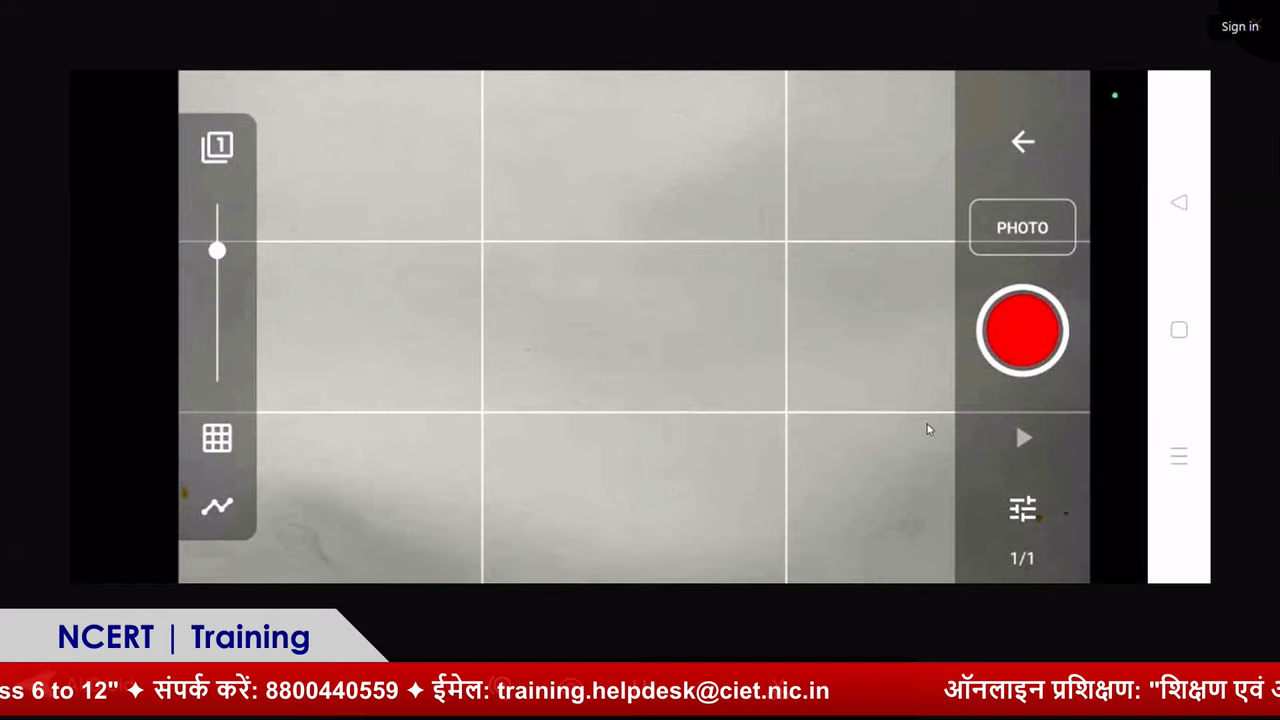 Sign in
1
PHOTO
1/1
NCERT | Training
ss 6 to 12" ✦ संपर्क करें: 8800440559 ✦ ईमेल: training.helpdesk@ciet.nic.in ऑनलाइन प्रशिक्षण: "शिक्षण एवं